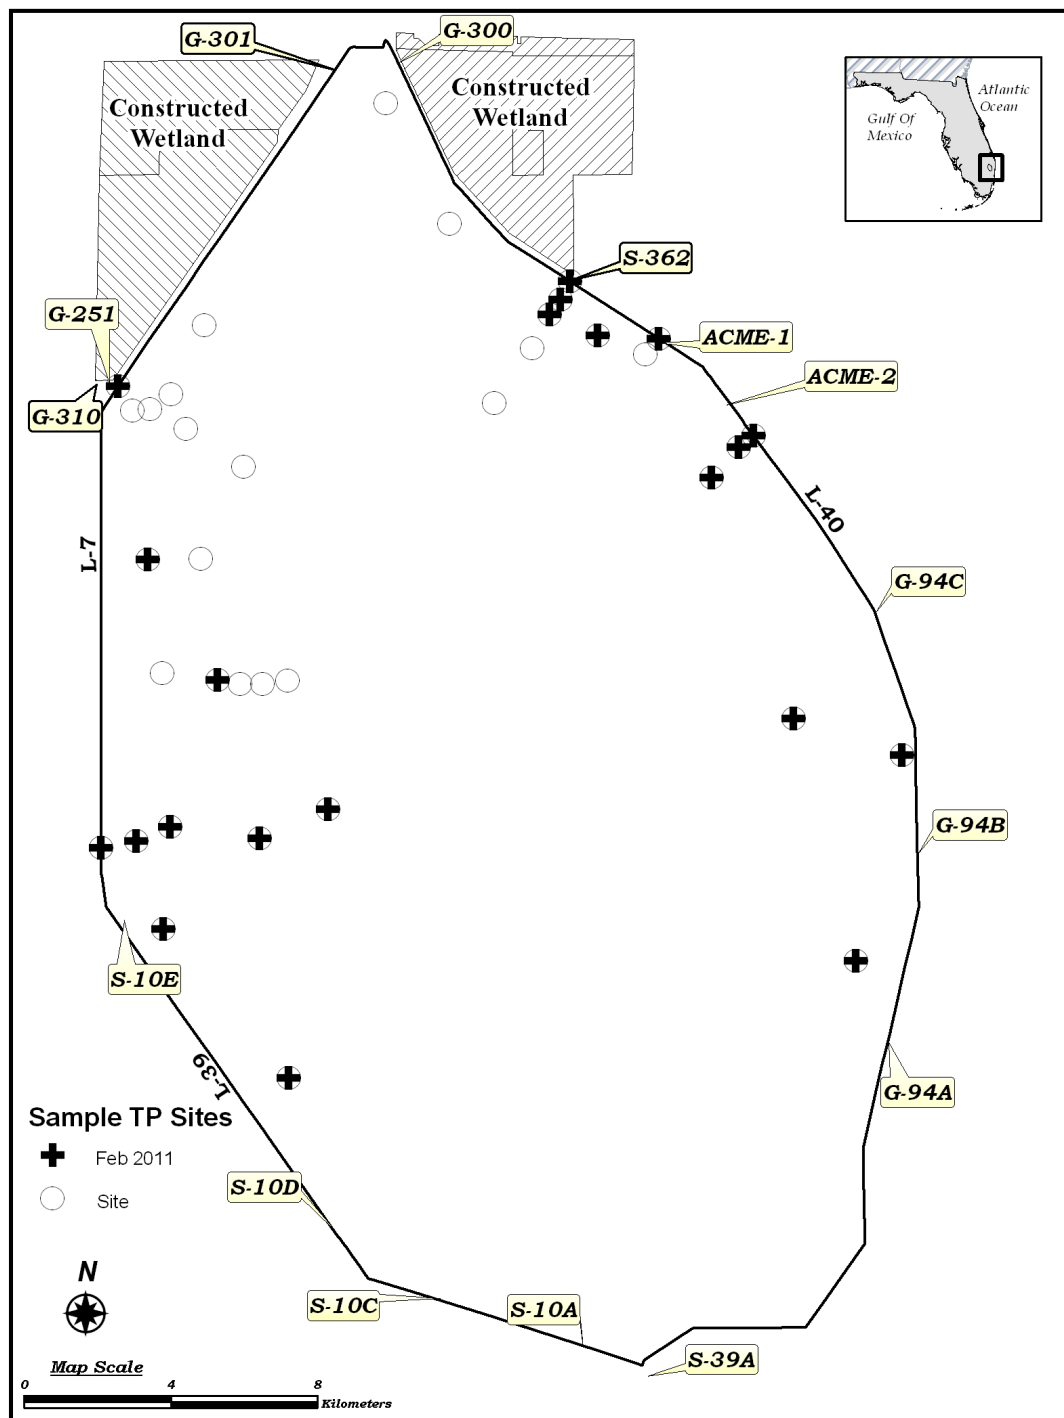 G-301
G-300
Constructed
Wetland
Constructed
Wetland
Atlantic
Ocean
Gulf Of
Mexico
S-362
G-251
ACME-1
ACME-2
G-310
L-40
L-7
G-94C
G-94B
S-10E
L-39
G-94A
Sample TP Sites
Feb 2011
Site
S-10D
N
S-10C
S-10A
S-39A
Map Scale
0 4 8
Kilometers